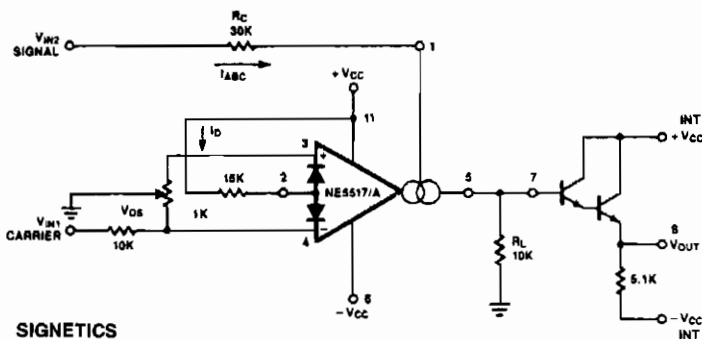 VIN2
SIGNAL
RC
30K
IABC
1
+VCC
11
ID
3
+
NE5517/A
2
15K
VOS
1K
VIN1
CARRIER
10K
4
−
6
−VCC
5
7
RL
10K
INT
+VCC
8
VOUT
5.1K
−VCC
INT
SIGNETICS